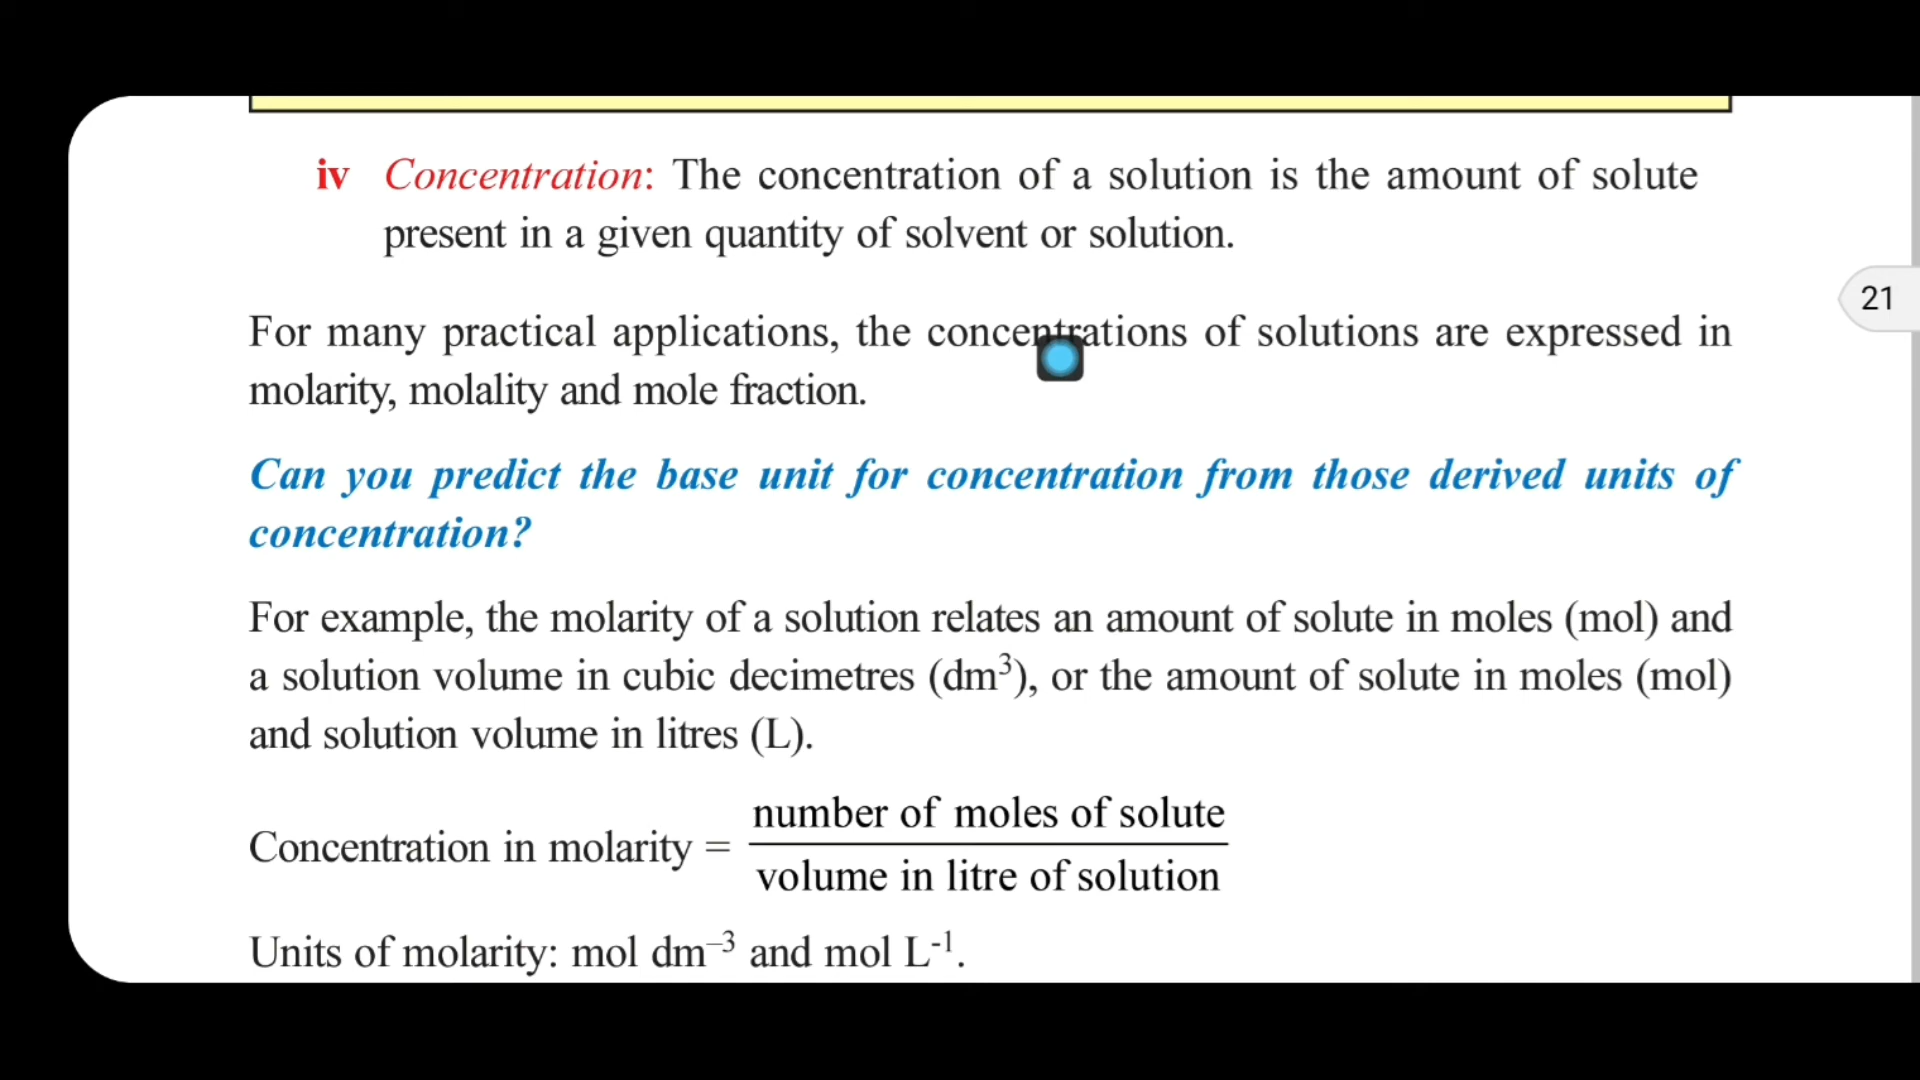 iv Concentration: The concentration of a solution is the amount of solute
present in a given quantity of solvent or solution.
21
For many practical applications, the concentrations of solutions are expressed in
molarity, molality and mole fraction.
Can you predict the base unit for concentration from those derived units of
concentration?
For example, the molarity of a solution relates an amount of solute in moles (mol) and
a solution volume in cubic decimetres (dm³), or the amount of solute in moles (mol)
and solution volume in litres (L).
number of moles of solute
Concentration in molarity =
volume in litre of solution
Units of molarity: mol dm⁻³ and mol L⁻¹.